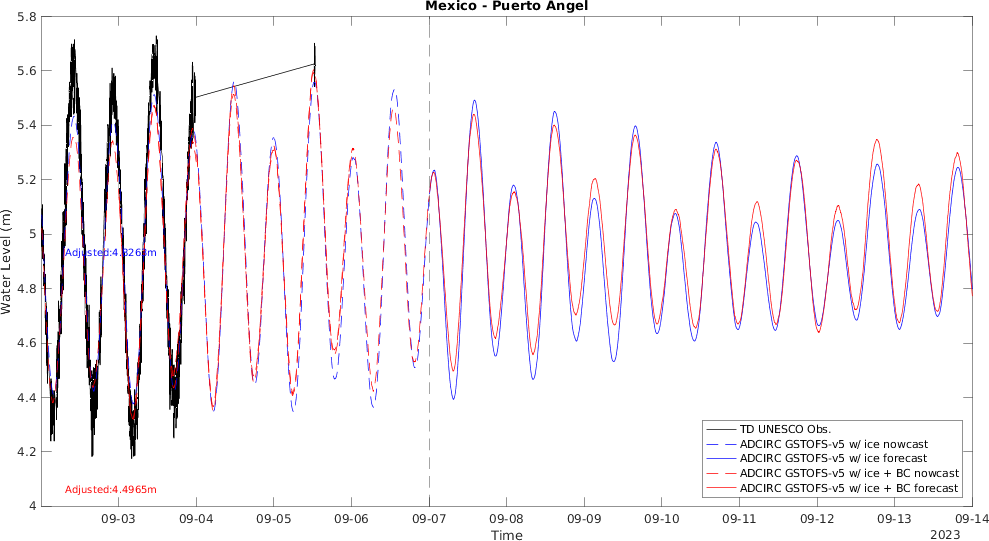 Mexico - Puerto Angel
5.8
5.6
5.4
5.2
5
4.8
4.6
4.4
4.2
4
Water Level (m)
Adjusted:4.8263m
Adjusted:4.4965m
TD UNESCO Obs.
ADCIRC GSTOFS-v5 w/ ice nowcast
ADCIRC GSTOFS-v5 w/ ice forecast
ADCIRC GSTOFS-v5 w/ ice + BC nowcast
ADCIRC GSTOFS-v5 w/ ice + BC forecast
09-03 09-04 09-05 09-06 09-07 09-08 09-09 09-10 09-11 09-12 09-13 09-14
Time
2023